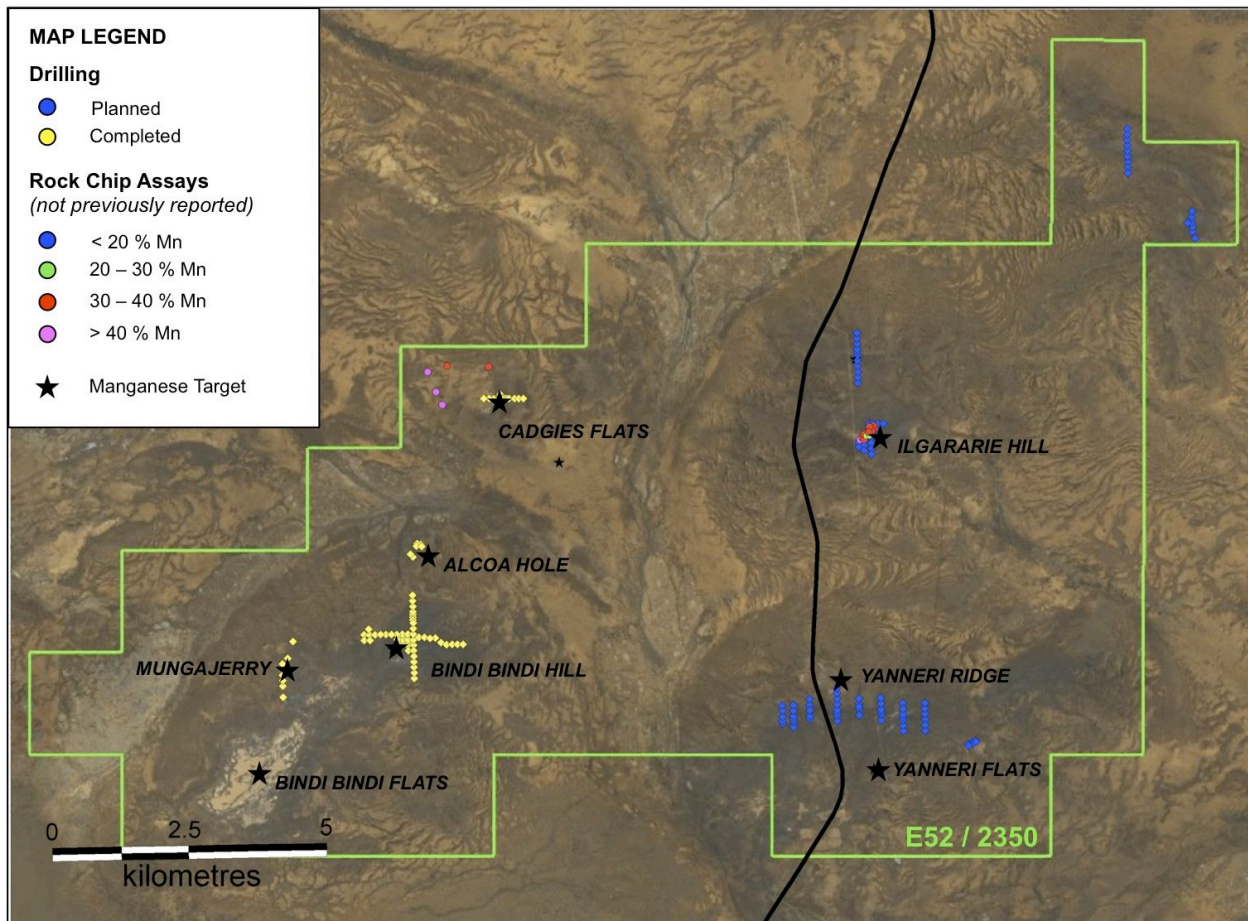 MAP LEGEND
Drilling
Planned
Completed
Rock Chip Assays
(not previously reported)
< 20 % Mn
20 – 30 % Mn
30 – 40 % Mn
> 40 % Mn
Manganese Target
CADGIES FLATS
ILGARARIE HILL
ALCOA HOLE
MUNGAJERRY
BINDI BINDI HILL
YANNERI RIDGE
BINDI BINDI FLATS
YANNERI FLATS
0 2.5 5
kilometres
E52 / 2350